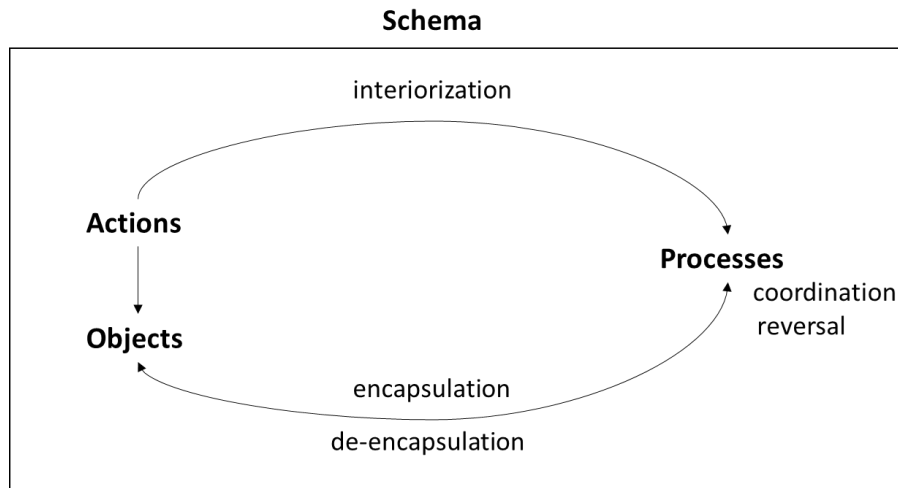 Schema
interiorization
Actions
Processes
coordination
reversal
Objects
encapsulation
de-encapsulation